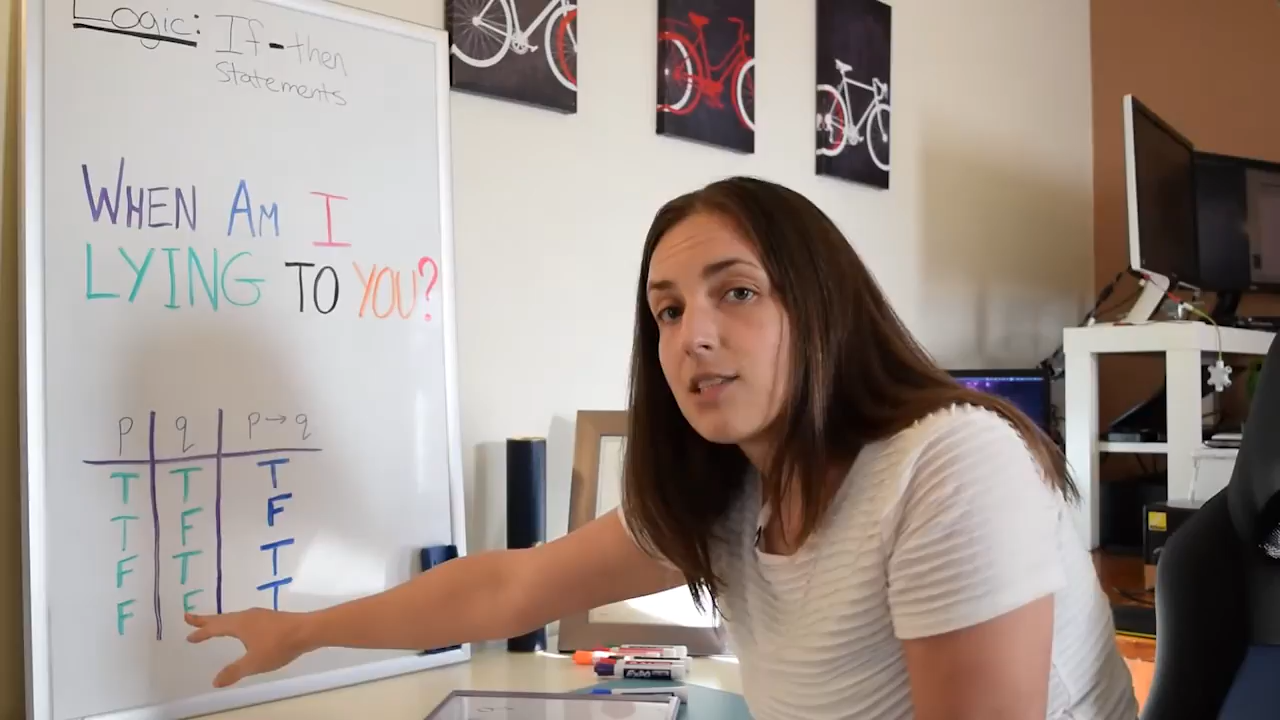 Logic: If-then
Statements
WHEN AM I
LYING TO YOU?
p q p→q
T T T
T F F
F T T
F F T